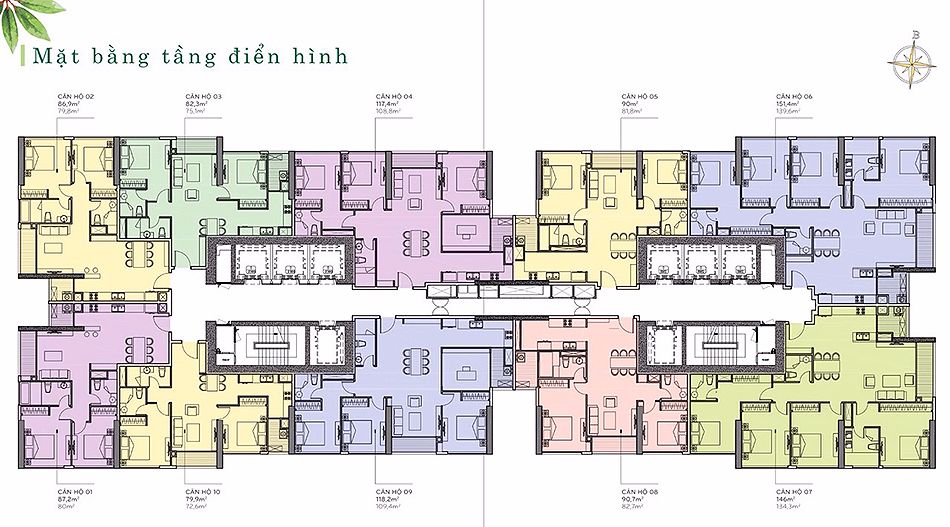 B
Mặt bằng tầng điển hình
CĂN HỘ 02
86,9m²
79,8m²
CĂN HỘ 03
82,3m²
75,1m²
CĂN HỘ 04
117,4m²
108,8m²
CĂN HỘ 05
90m²
81,8m²
CĂN HỘ 06
151,4m²
139,6m²
CĂN HỘ 01
87,2m²
80m²
CĂN HỘ 10
79,9m²
72,6m²
CĂN HỘ 09
118,2m²
109,4m²
CĂN HỘ 08
90,7m²
82,7m²
CĂN HỘ 07
146m²
134,3m²